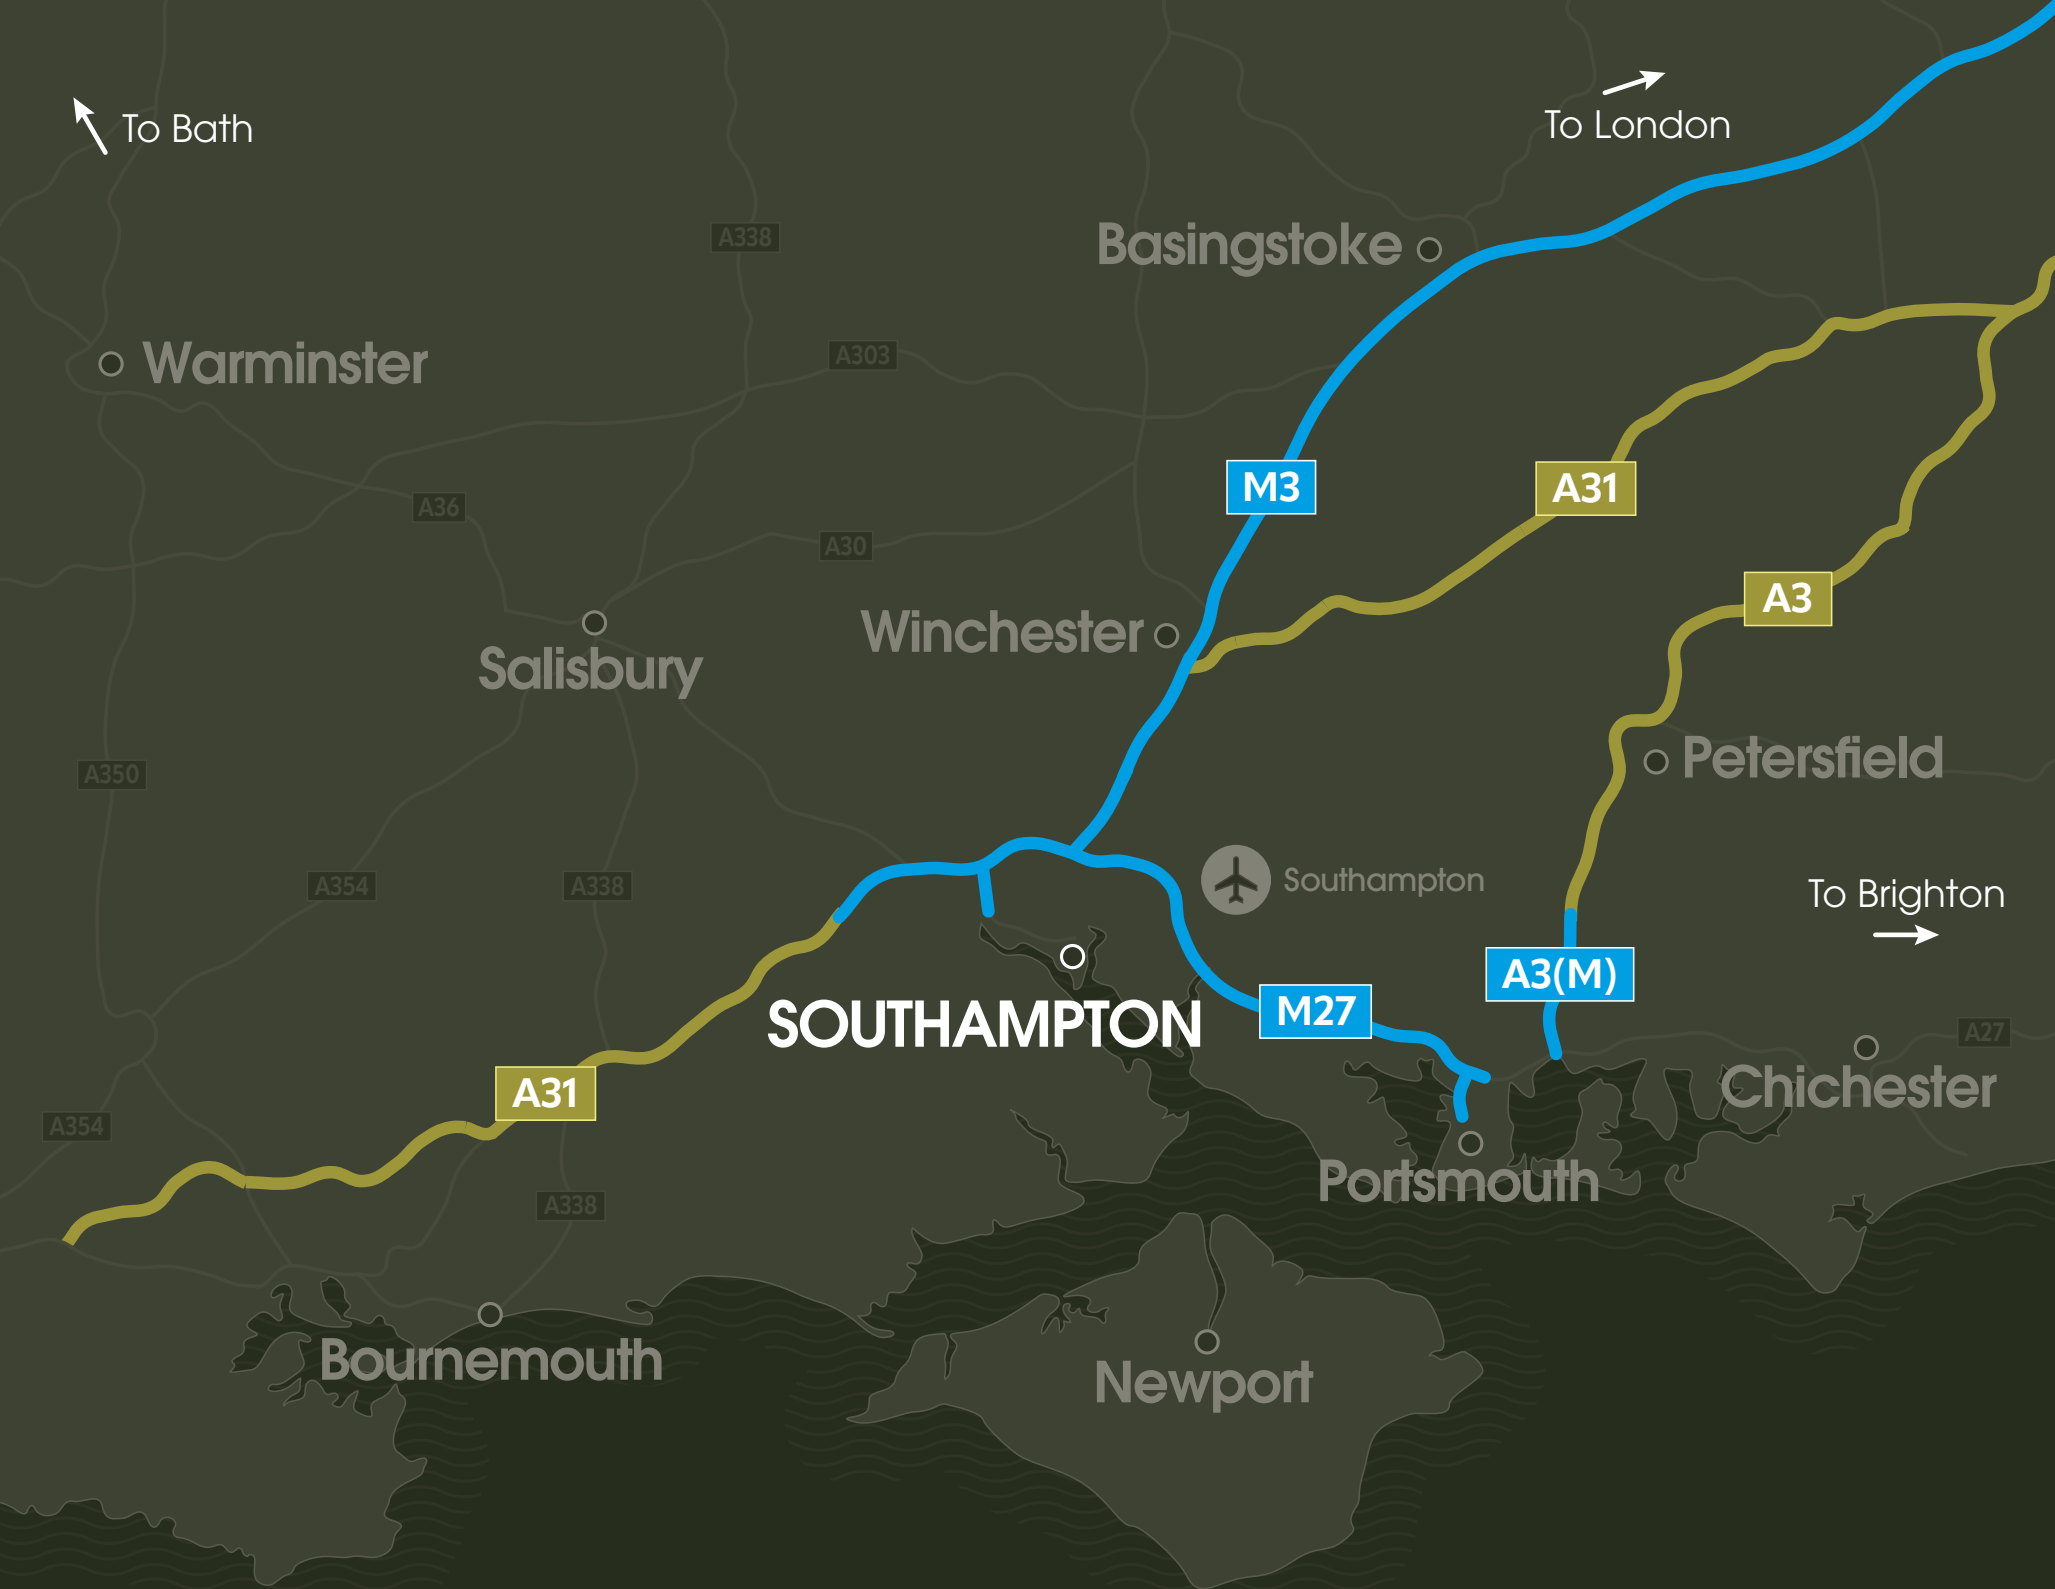 To London
To Bath
A338
Basingstoke
A303
Warminster
M3
A31
A36
A30
A3
Winchester
Salisbury
Petersfield
A350
A354
A338
Southampton
To Brighton
A3(M)
M27
SOUTHAMPTON
A27
Chichester
A31
A354
Portsmouth
A338
Bournemouth
Newport